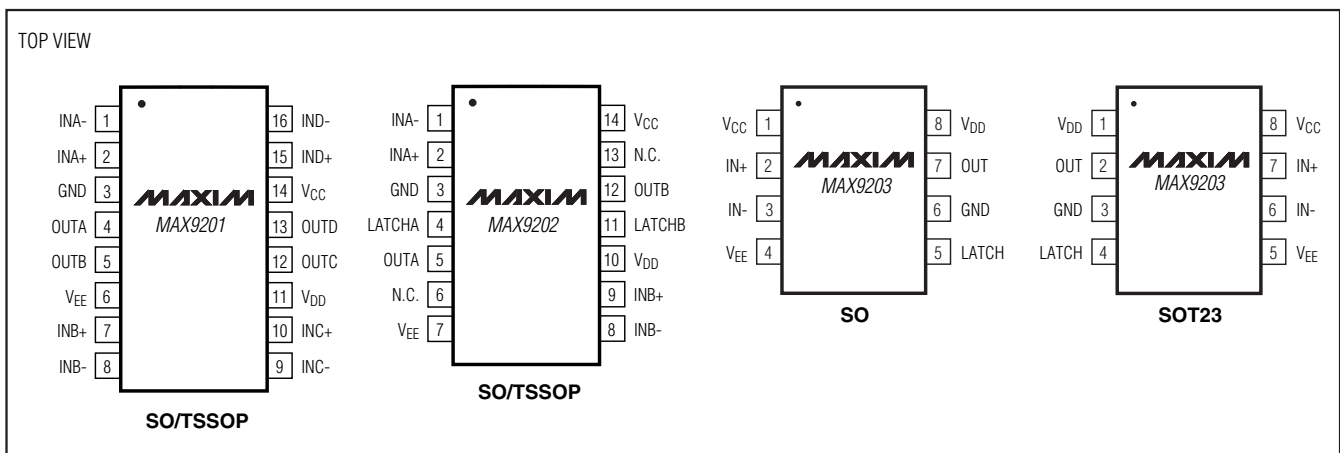 TOP VIEW
INA- 1
INA+ 2
GND 3
OUTA 4
OUTB 5
VEE 6
INB+ 7
INB- 8
MAXIM
MAX9201
16 IND-
15 IND+
14 VCC
13 OUTD
12 OUTC
11 VDD
10 INC+
9 INC-
SO/TSSOP
INA- 1
INA+ 2
GND 3
LATCHA 4
OUTA 5
N.C. 6
VEE 7
MAXIM
MAX9202
14 VCC
13 N.C.
12 OUTB
11 LATCHB
10 VDD
9 INB+
8 INB-
SO/TSSOP
VCC 1
IN+ 2
IN- 3
VEE 4
MAXIM
MAX9203
8 VDD
7 OUT
6 GND
5 LATCH
SO
VDD 1
OUT 2
GND 3
LATCH 4
MAXIM
MAX9203
8 VCC
7 IN+
6 IN-
5 VEE
SOT23